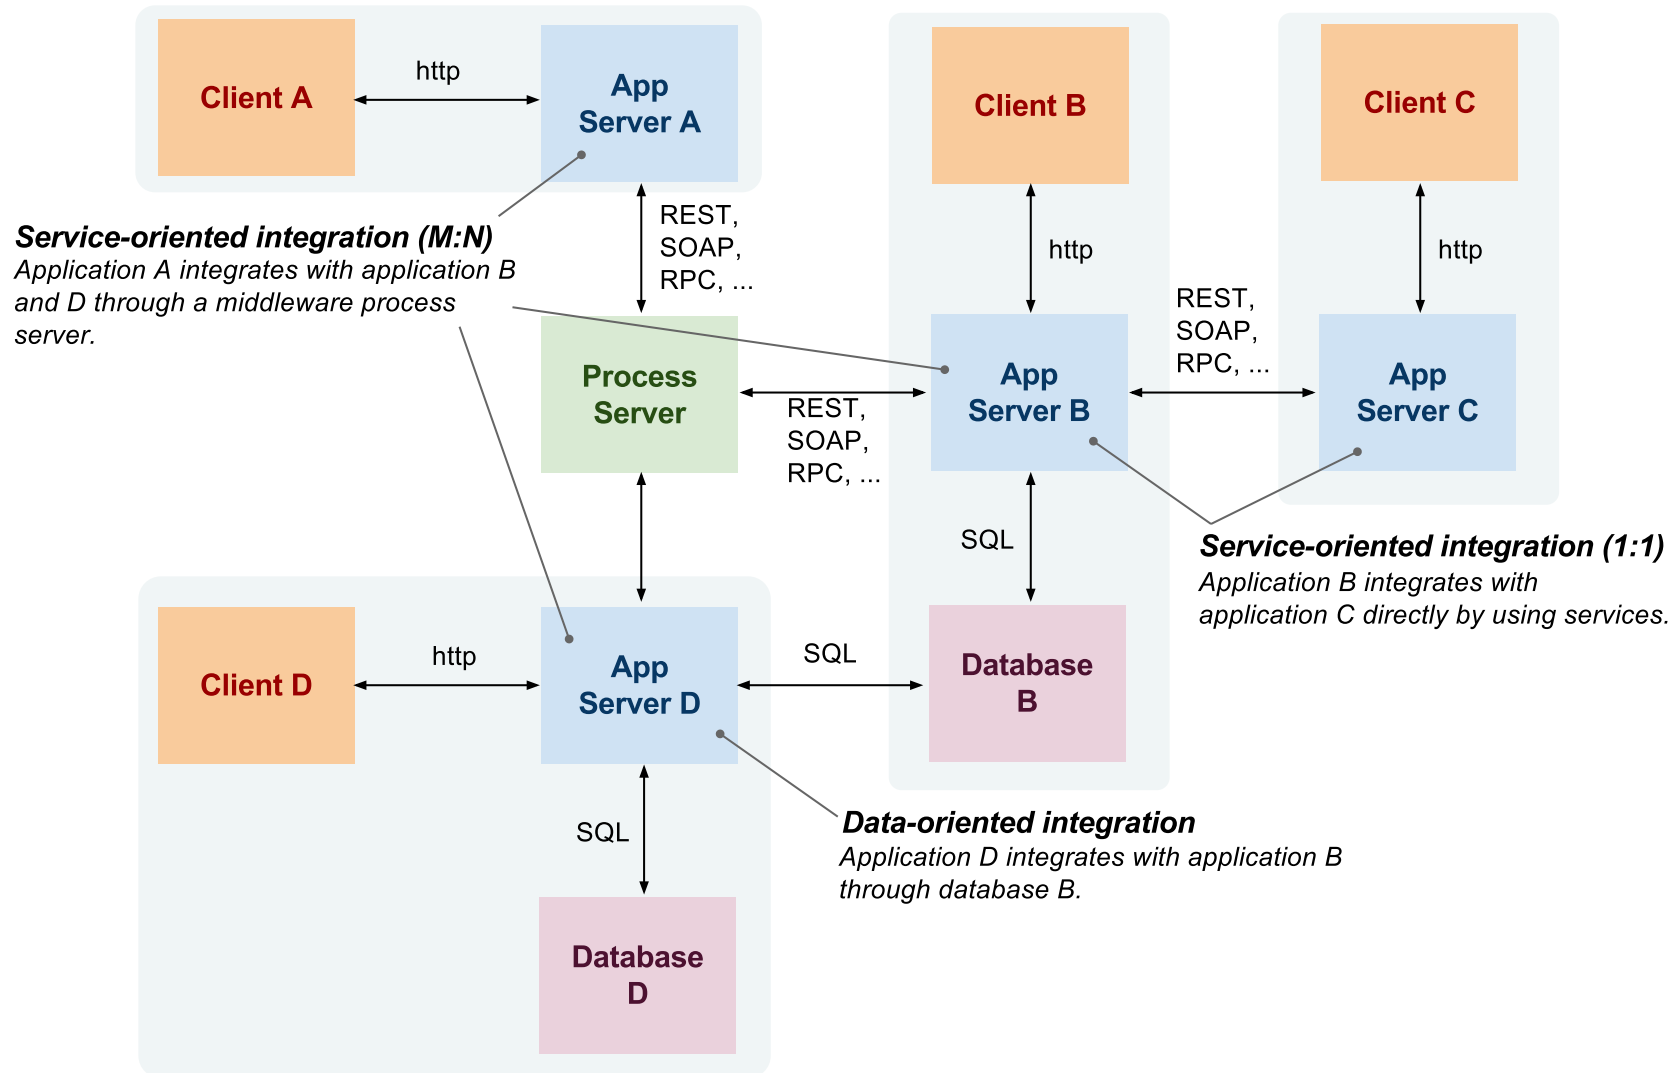 Client A
http
App
Server A
Client B
Client C
REST,
SOAP,
RPC, ...
Service-oriented integration (M:N)
Application A integrates with application B
and D through a middleware process
server.
http
http
REST,
SOAP,
RPC, ...
Process
Server
REST,
SOAP,
RPC, ...
App
Server B
App
Server C
SQL
Service-oriented integration (1:1)
Application B integrates with
application C directly by using services.
Client D
http
App
Server D
SQL
Database
B
SQL
Data-oriented integration
Application D integrates with application B
through database B.
Database
D